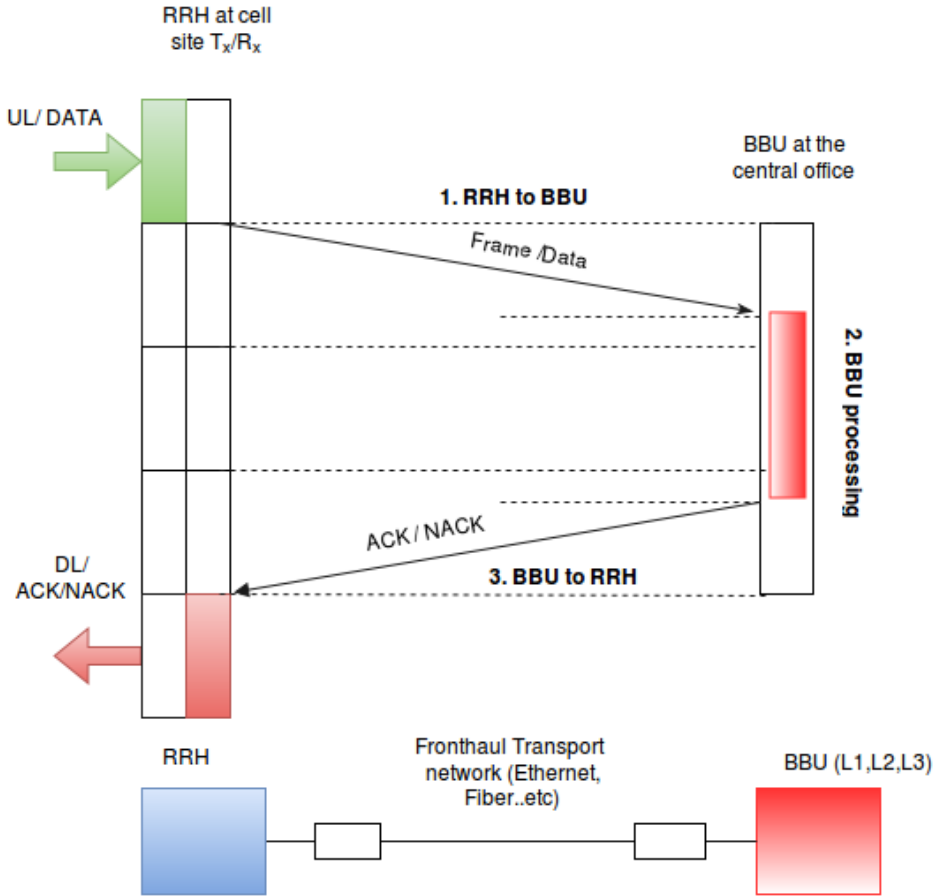 RRH at cell
site Tx/Rx
UL/ DATA
BBU at the
central office
1. RRH to BBU
Frame /Data
2. BBU processing
ACK / NACK
DL/
ACK/NACK
3. BBU to RRH
RRH
Fronthaul Transport
network (Ethernet,
Fiber..etc)
BBU (L1,L2,L3)